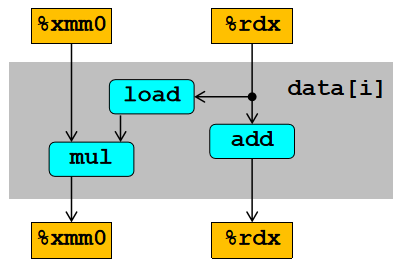 %xmm0 %rdx
load data[i]
add
mul
%xmm0 %rdx